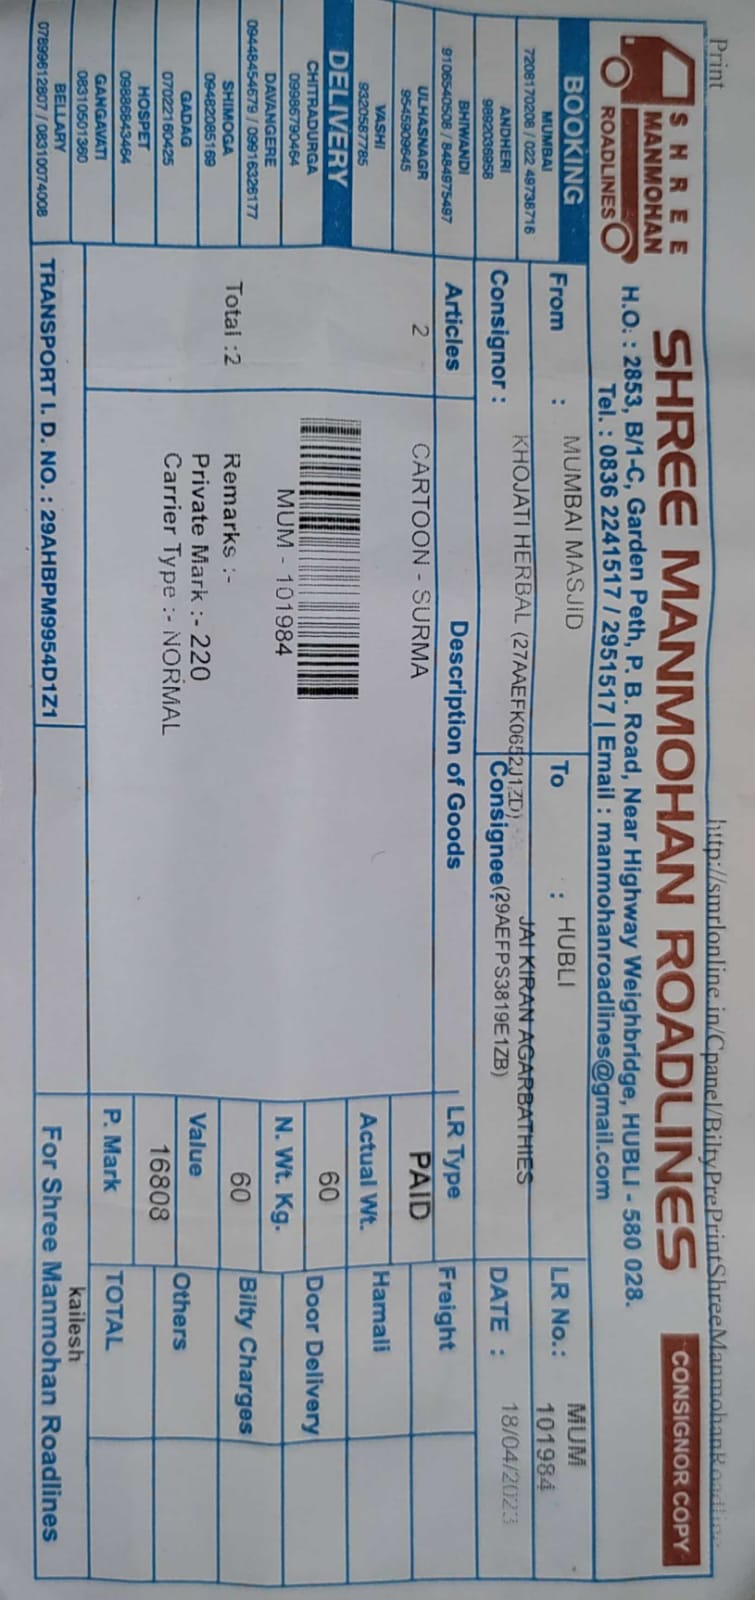 Print
http://smrlonline.in/Cpanel/BiltyPrePrintShreeManmohanRoadline
SHREE
MANMOHAN
ROADLINES
SHREE MANMOHAN ROADLINES
CONSIGNOR COPY
H.O. : 2853, B/1-C, Garden Peth, P. B. Road, Near Highway Weighbridge, HUBLI - 580 028.
Tel. : 0836 2241517 / 2951517 | Email : manmohanroadlines@gmail.com
BOOKING
MUMBAI
7208170208 / 022 49738716
ANDHERI
9892036958
BHIWANDI
9106540508 / 8484975497
ULHASNAGR
9545909645
VASHI
9320587785
DELIVERY
CHITRADURGA
09986790464
DAVANGERE
09448454679 / 09916326177
SHIMOGA
09482085169
GADAG
07022160425
HOSPET
09886843464
GANGAVATI
08310501360
BELLARY
07899612807 / 08310074008
From : MUMBAI MASJID
To : HUBLI
LR No.: MUM
101984
Consignor :
KHOJATI HERBAL (27AAEFK0652J1ZD)
Consignee :
JAI KIRAN AGARBATHIES
(29AEFPS3819E1ZB)
DATE : 18/04/2023
Articles
Description of Goods
LR Type
Freight
2
CARTOON - SURMA
PAID
Actual Wt.
Hamali
60
MUM - 101984
N. Wt. Kg.
Door Delivery
60
Bilty Charges
Total :2
Remarks :-
Private Mark :- 220
Carrier Type :- NORMAL
Value
Others
16808
P. Mark
TOTAL
TRANSPORT I. D. NO. : 29AHBPM9954D1Z1
kailesh
For Shree Manmohan Roadlines